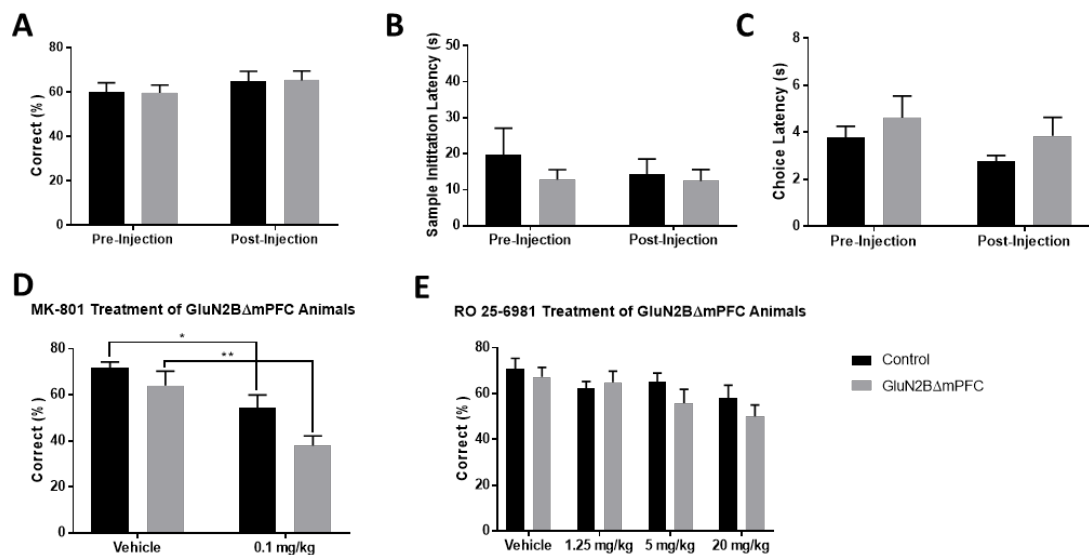 A
Correct (%)
80
60
40
20
0
Pre-Injection Post-Injection
B
Sample Inititation Latency (s)
50
40
30
20
10
0
Pre-Injection Post-Injection
C
Choice Latency (s)
8
6
4
2
0
Pre-Injection Post-Injection
D
MK-801 Treatment of GluN2BΔmPFC Animals
Correct (%)
80
60
40
20
0
*
**
Vehicle 0.1 mg/kg
E
RO 25-6981 Treatment of GluN2BΔmPFC Animals
Correct (%)
80
60
40
20
0
Vehicle 1.25 mg/kg 5 mg/kg 20 mg/kg
Control
GluN2BΔmPFC